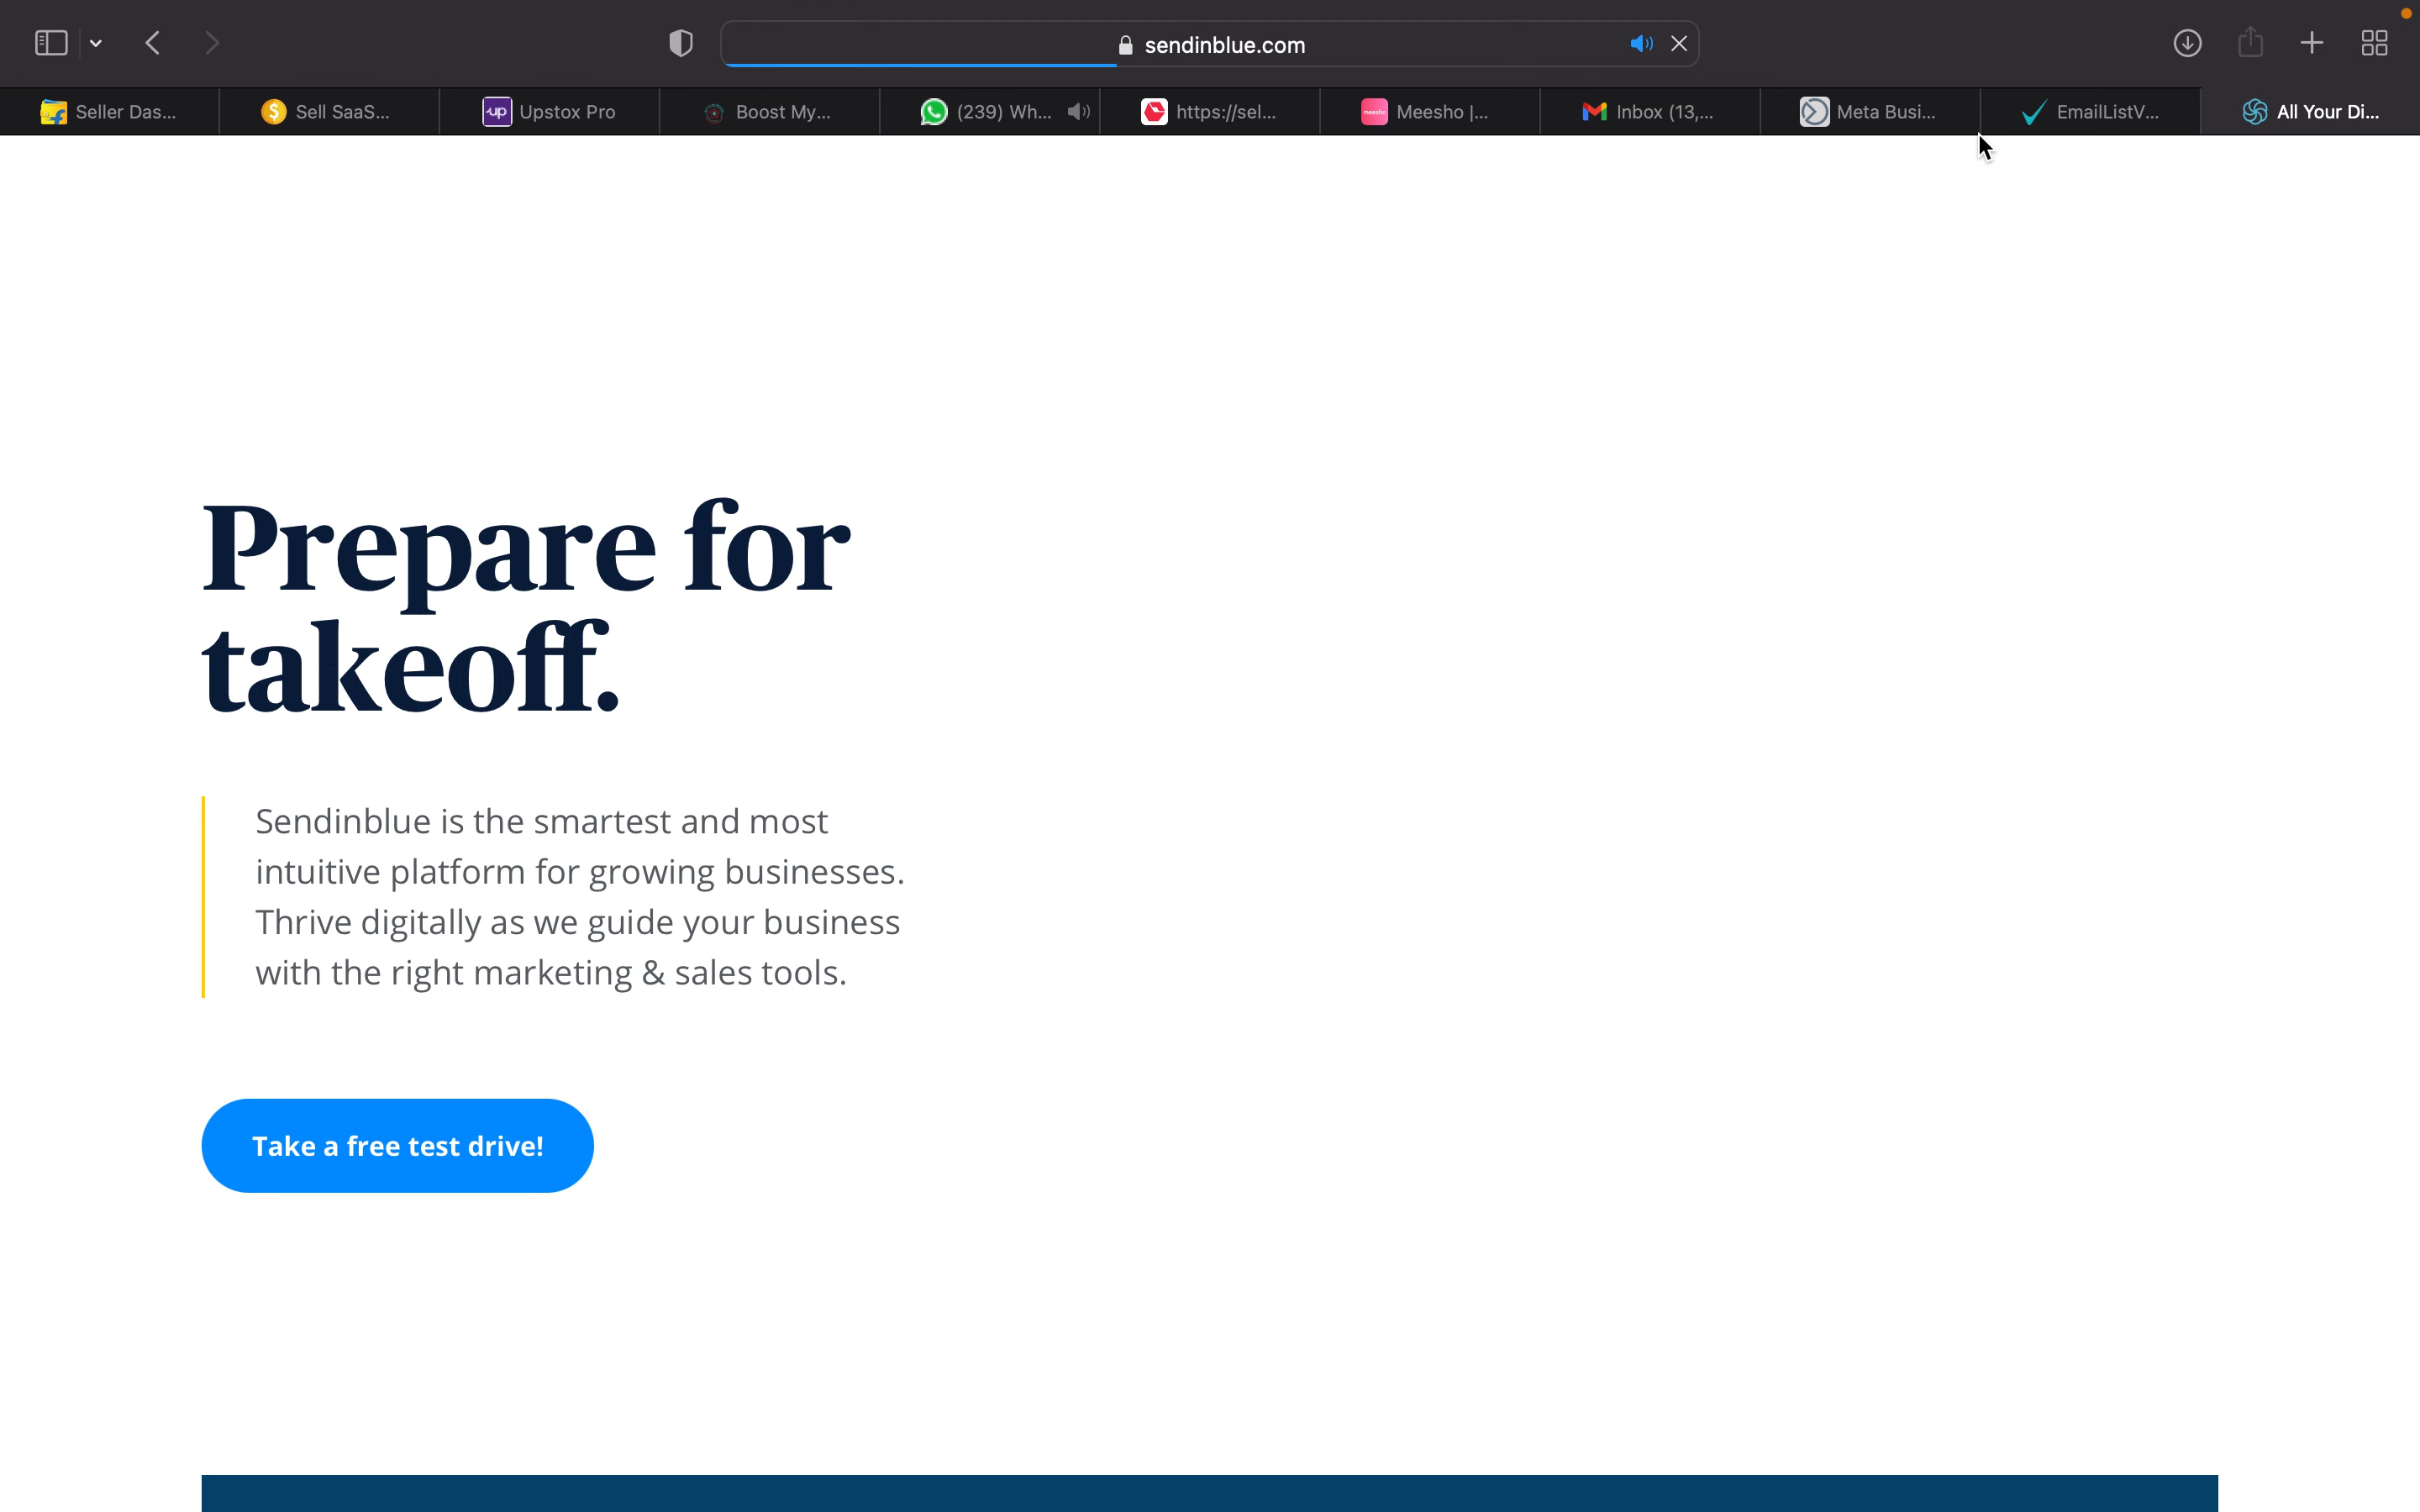 sendinblue.com
Seller Das...
Sell SaaS...
up
Upstox Pro
Boost My...
(239) Wh...
https://sel...
meesho
Meesho |...
Inbox (13,...
Meta Busi...
EmailListV...
All Your Di...
Prepare for
takeoff.
Sendinblue is the smartest and most
intuitive platform for growing businesses.
Thrive digitally as we guide your business
with the right marketing & sales tools.
Take a free test drive!